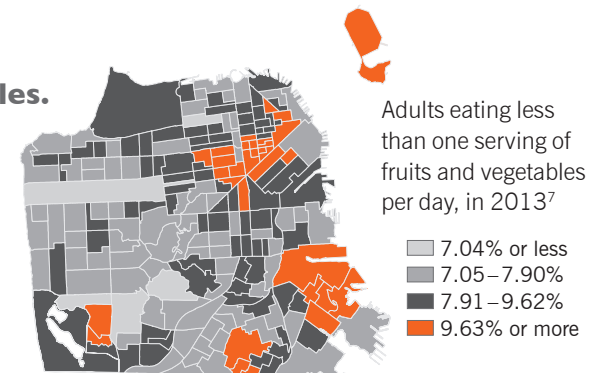 les.
Adults eating less
than one serving of
fruits and vegetables
per day, in 2013⁷
7.04% or less
7.05–7.90%
7.91–9.62%
9.63% or more